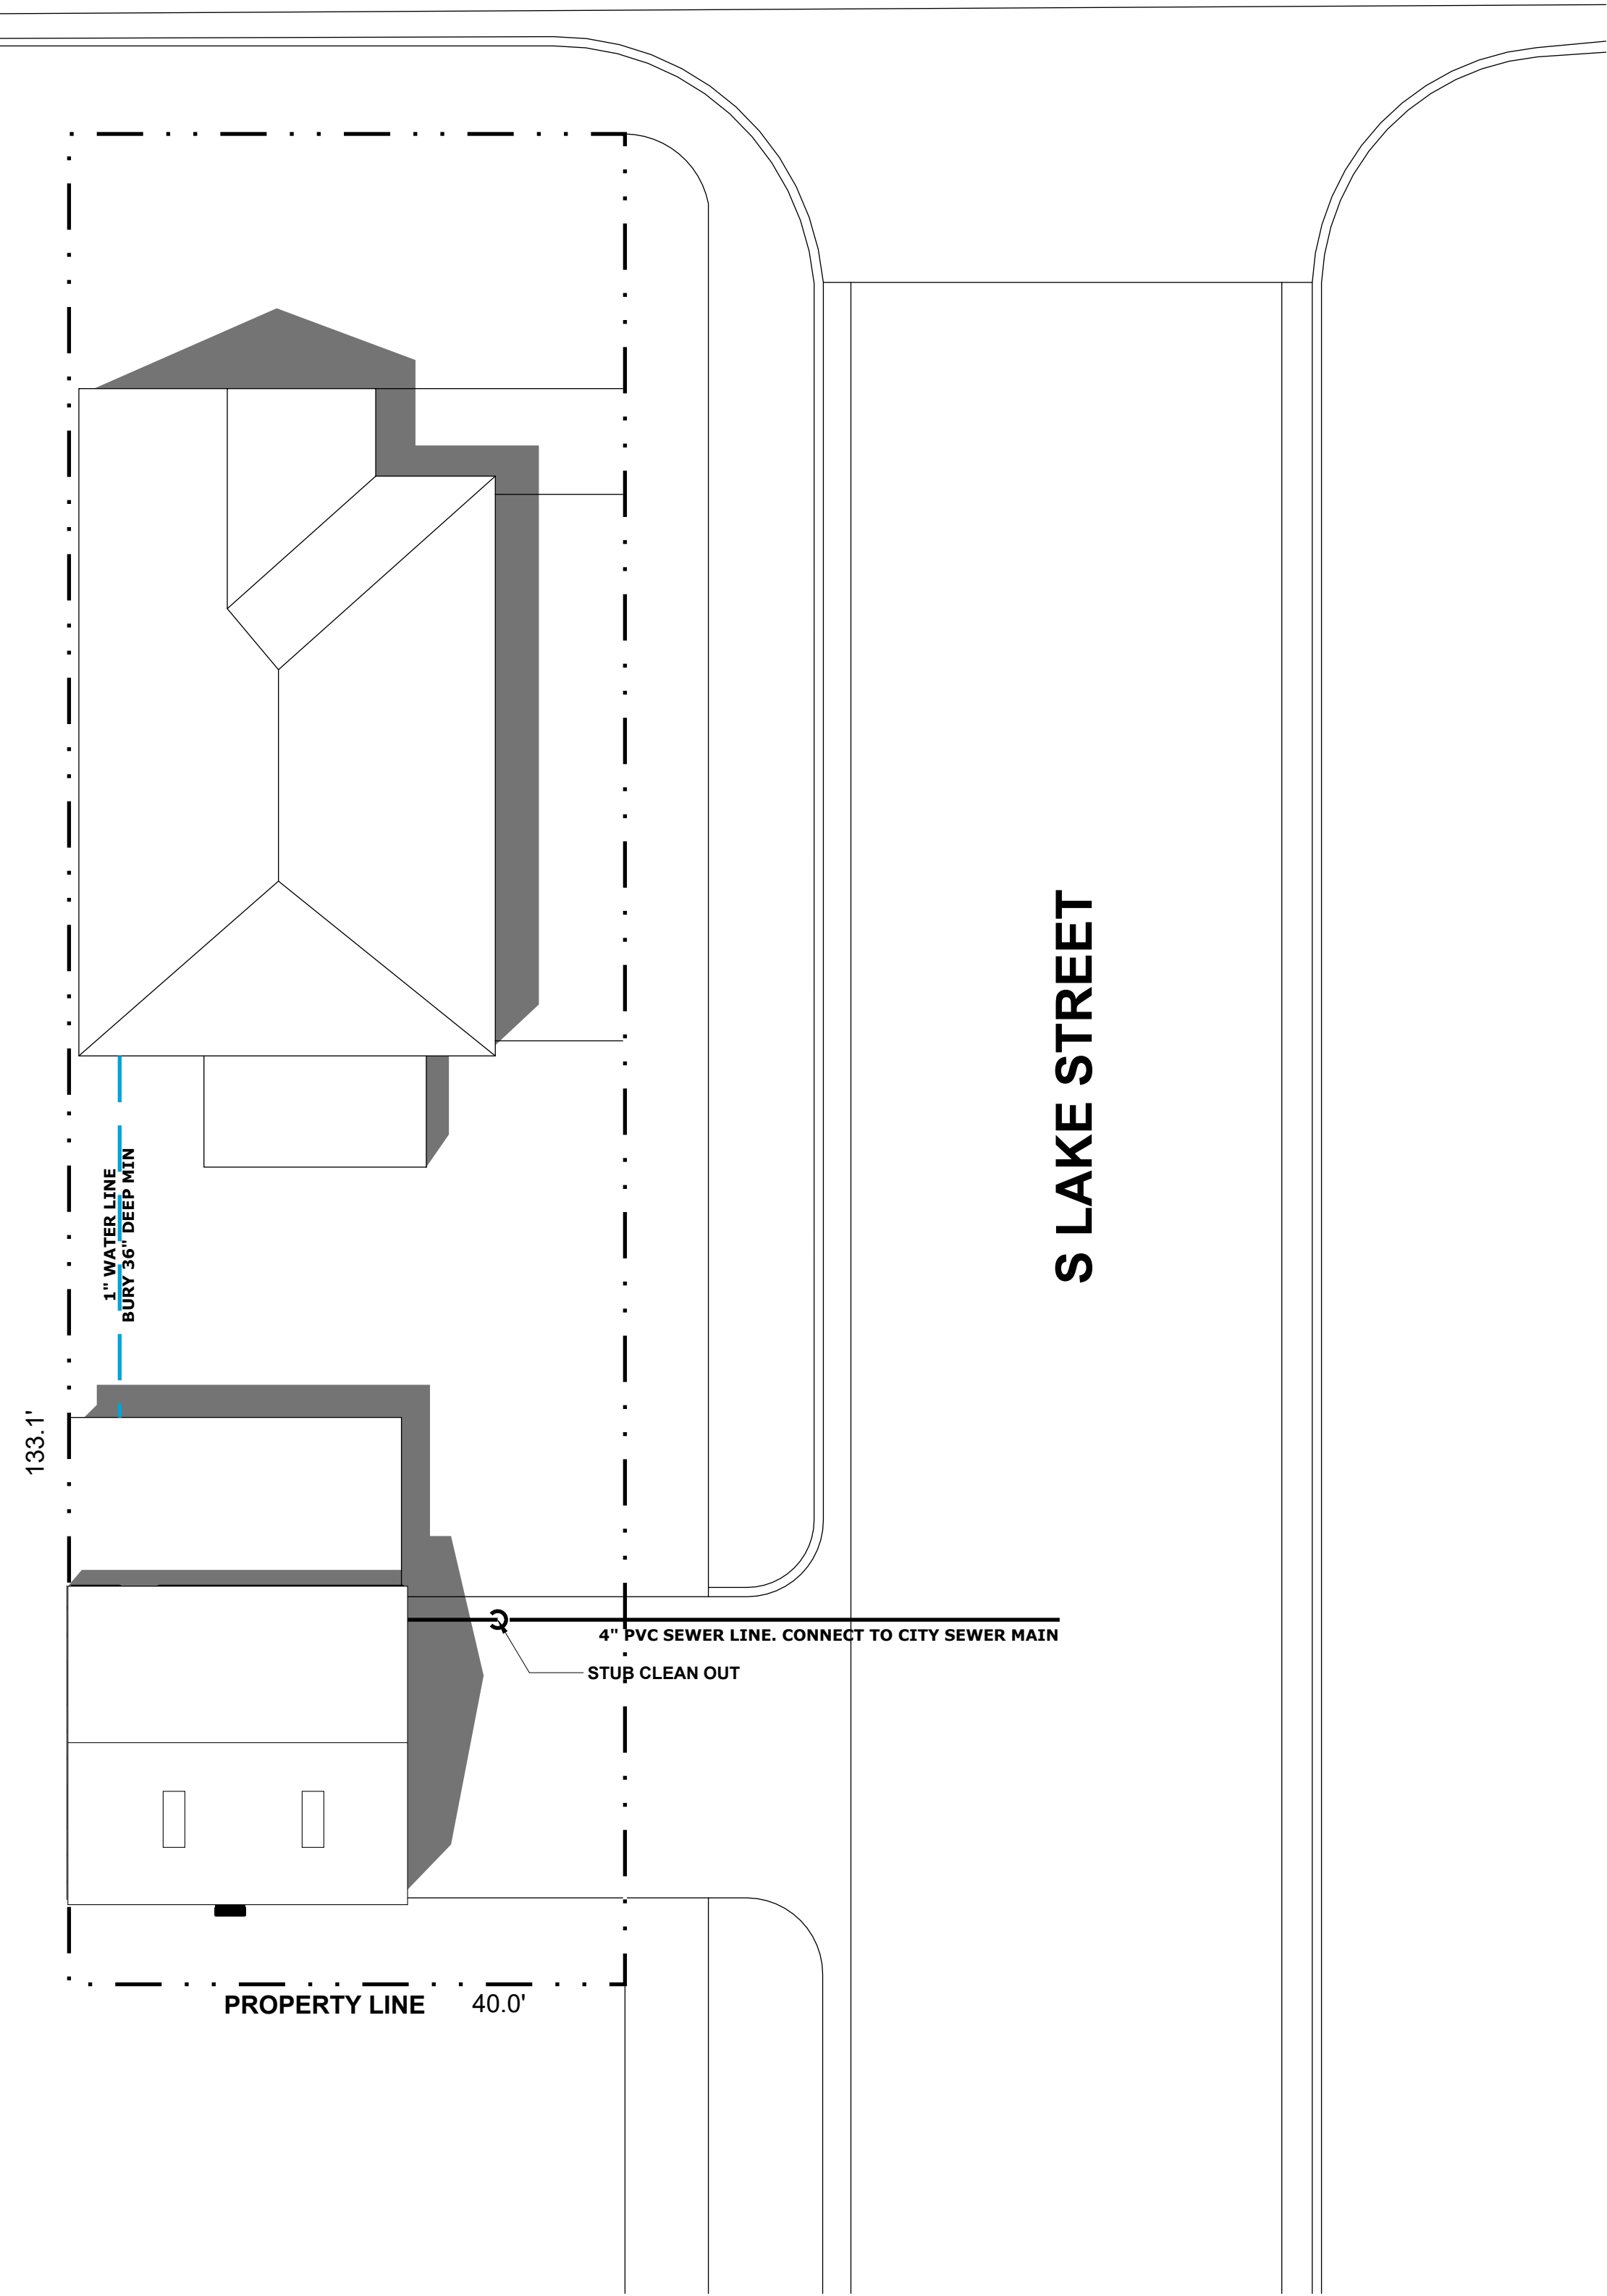 S LAKE STREET
1" WATER LINE
BURY 36" DEEP MIN
133.1'
4" PVC SEWER LINE. CONNECT TO CITY SEWER MAIN
STUB CLEAN OUT
PROPERTY LINE 40.0'